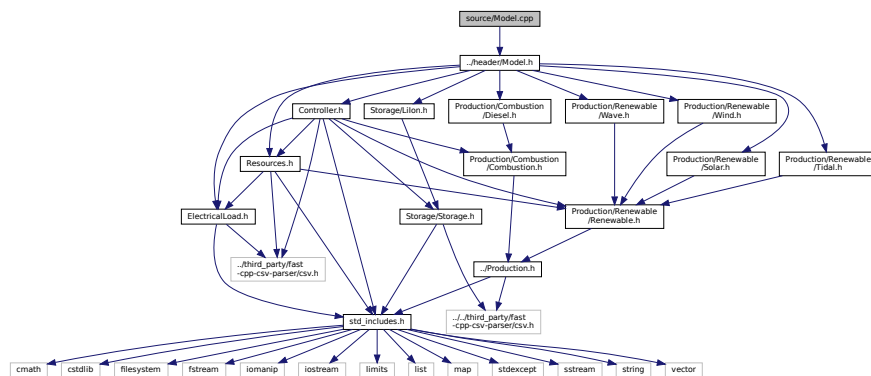 source/Model.cpp
../header/Model.h
Controller.h
Storage/LiIon.h
Production/Combustion
/Diesel.h
Production/Renewable
/Wave.h
Production/Renewable
/Wind.h
Resources.h
Production/Combustion
/Combustion.h
Production/Renewable
/Solar.h
Production/Renewable
/Tidal.h
ElectricalLoad.h
Storage/Storage.h
Production/Renewable
/Renewable.h
../third_party/fast
-cpp-csv-parser/csv.h
../Production.h
std_includes.h
../../third_party/fast
-cpp-csv-parser/csv.h
cmath
cstdlib
filesystem
fstream
iomanip
iostream
limits
list
map
stdexcept
sstream
string
vector